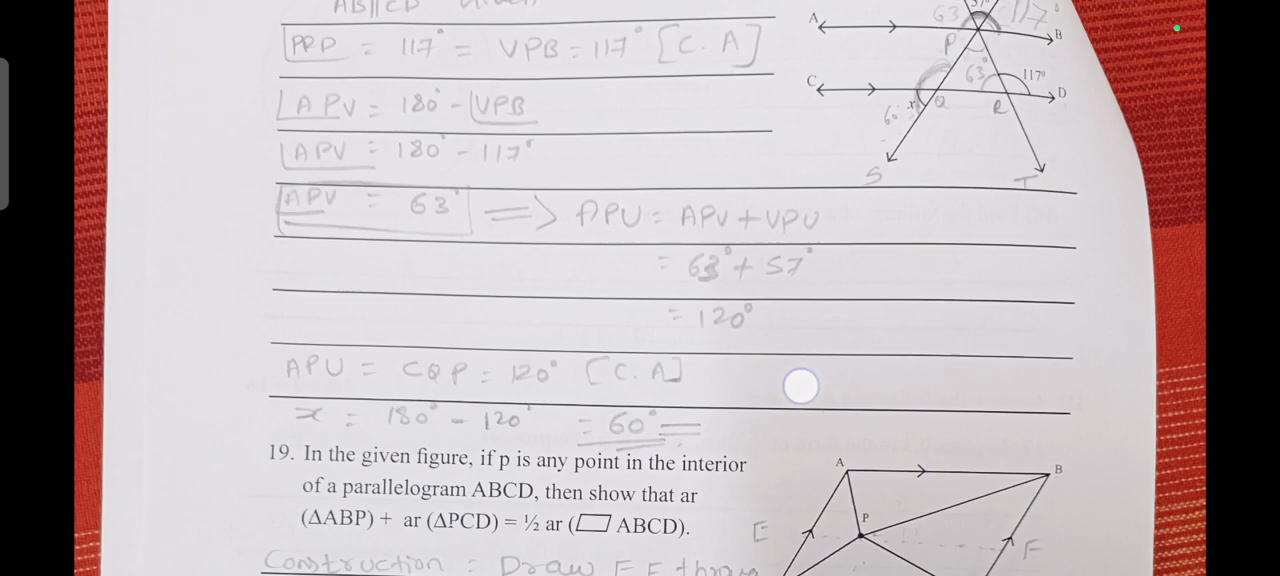 AB||CD
PRD = 117° = VPB = 117° [C. A]
APV = 180° - VPB
APV = 180° - 117°
APV = 63° ⟹ APU = APV + VPU
= 63° + 57°
= 120°
APU = CQP = 120° [C. A]
x = 180° - 120° = 60°
63 57° 117°
A B
P
63° 117°
C D
60° x Q R
S T
19. In the given figure, if p is any point in the interior
of a parallelogram ABCD, then show that ar
(ΔABP) + ar (ΔPCD) = ½ ar (▱ ABCD).
Construction : Draw EF
A B
P
E F